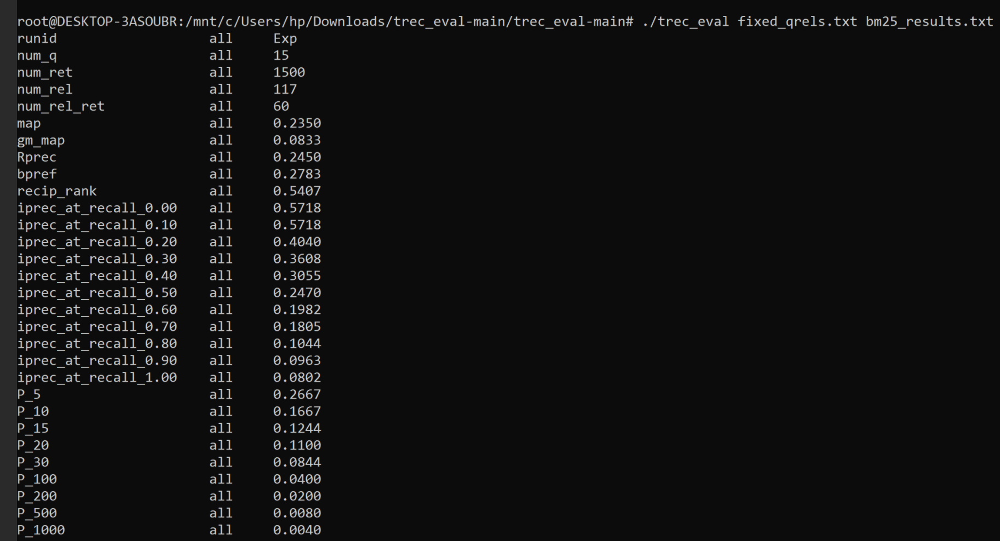 root@DESKTOP-3ASOUBR:/mnt/c/Users/hp/Downloads/trec_eval-main/trec_eval-main# ./trec_eval fixed_qrels.txt bm25_results.txt
runid all Exp
num_q all 15
num_ret all 1500
num_rel all 117
num_rel_ret all 60
map all 0.2350
gm_map all 0.0833
Rprec all 0.2450
bpref all 0.2783
recip_rank all 0.5407
iprec_at_recall_0.00 all 0.5718
iprec_at_recall_0.10 all 0.5718
iprec_at_recall_0.20 all 0.4040
iprec_at_recall_0.30 all 0.3608
iprec_at_recall_0.40 all 0.3055
iprec_at_recall_0.50 all 0.2470
iprec_at_recall_0.60 all 0.1982
iprec_at_recall_0.70 all 0.1805
iprec_at_recall_0.80 all 0.1044
iprec_at_recall_0.90 all 0.0963
iprec_at_recall_1.00 all 0.0802
P_5 all 0.2667
P_10 all 0.1667
P_15 all 0.1244
P_20 all 0.1100
P_30 all 0.0844
P_100 all 0.0400
P_200 all 0.0200
P_500 all 0.0080
P_1000 all 0.0040